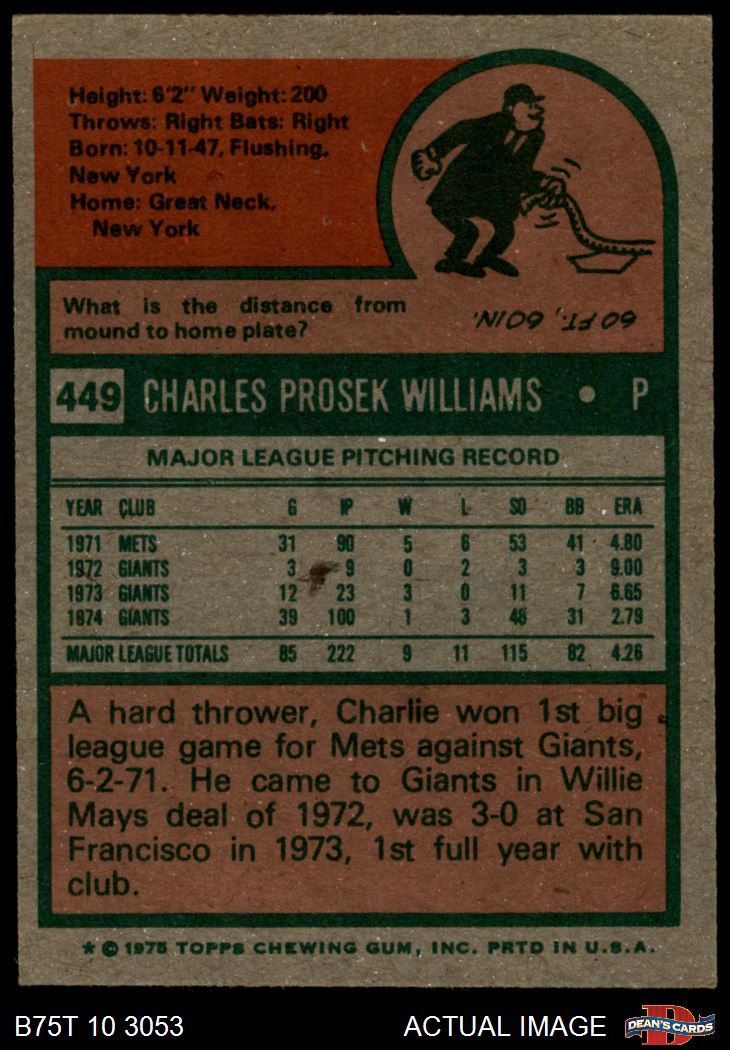 Height: 6'2" Weight: 200
Throws: Right Bats: Right
Born: 10-11-47, Flushing,
New York
Home: Great Neck,
New York
What is the distance from
mound to home plate?
60 FT., 60 IN.
449 CHARLES PROSEK WILLIAMS • P
MAJOR LEAGUE PITCHING RECORD
YEAR CLUB G IP W L SO BB ERA
1971 METS 31 90 5 6 53 41 4.80
1972 GIANTS 3 9 0 2 3 3 9.00
1973 GIANTS 12 23 3 0 11 7 6.65
1974 GIANTS 39 100 1 3 48 31 2.79
MAJOR LEAGUE TOTALS 85 222 9 11 115 82 4.26
A hard thrower, Charlie won 1st big
league game for Mets against Giants,
6-2-71. He came to Giants in Willie
Mays deal of 1972, was 3-0 at San
Francisco in 1973, 1st full year with
club.
* © 1975 TOPPS CHEWING GUM, INC. PRTD IN U.S.A.
B75T 10 3053 ACTUAL IMAGE DEAN'S CARDS